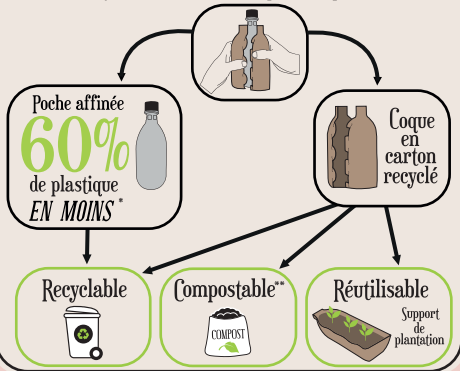 Poche affinée
60%
de plastique
EN MOINS*
Coque
en
carton
recyclé
Recyclable
Compostable**
COMPOST
Réutilisable
Support
de
plantation